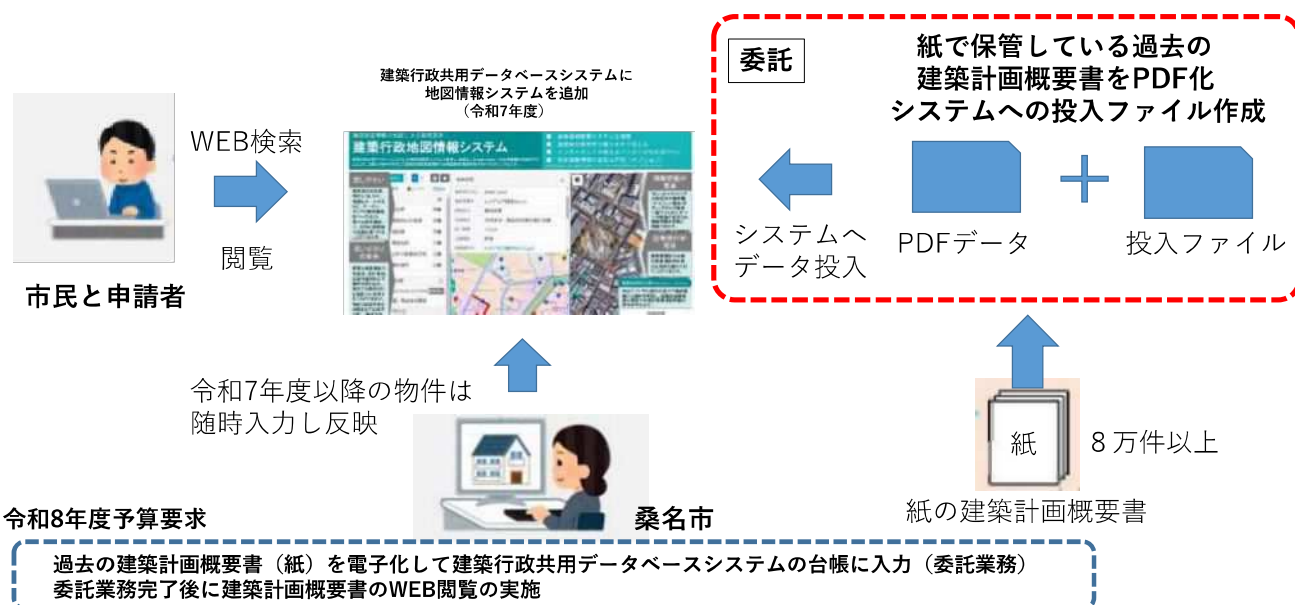 委託
紙で保管している過去の
建築計画概要書をPDF化
システムへの投入ファイル作成
建築行政共用データベースシステムに
地図情報システムを追加
（令和7年度）
WEB検索
閲覧
市民と申請者
建築行政地図情報システム
システムへ
データ投入
PDFデータ
投入ファイル
令和7年度以降の物件は
随時入力し反映
紙
８万件以上
紙の建築計画概要書
桑名市
令和8年度予算要求
過去の建築計画概要書（紙）を電子化して建築行政共用データベースシステムの台帳に入力（委託業務）
委託業務完了後に建築計画概要書のWEB閲覧の実施